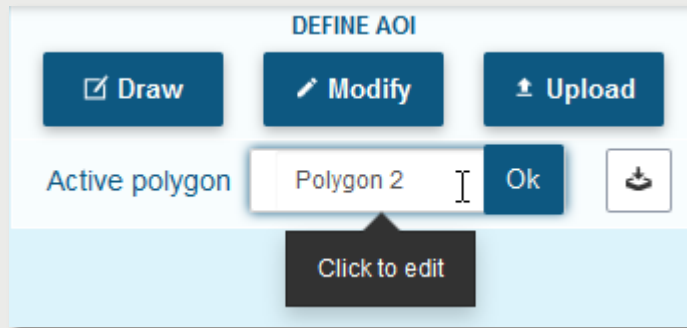 DEFINE AOI
Draw Modify Upload
Active polygon Polygon 2 Ok
Click to edit